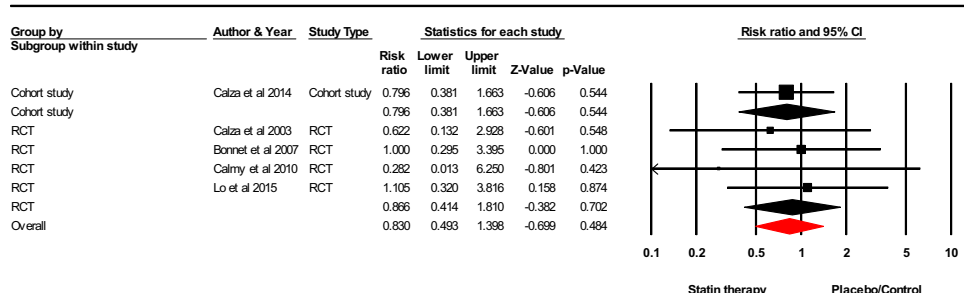 Group by Author & Year Study Type Statistics for each study Risk ratio and 95% CI
Subgroup within study
Risk Lower Upper
ratio limit limit Z-Value p-Value
Cohort study Calza et al 2014 Cohort study 0.796 0.381 1.663 -0.606 0.544
Cohort study 0.796 0.381 1.663 -0.606 0.544
RCT Calza et al 2003 RCT 0.622 0.132 2.928 -0.601 0.548
RCT Bonnet et al 2007 RCT 1.000 0.295 3.395 0.000 1.000
RCT Calmy et al 2010 RCT 0.282 0.013 6.250 -0.801 0.423
RCT Lo et al 2015 RCT 1.105 0.320 3.816 0.158 0.874
RCT 0.866 0.414 1.810 -0.382 0.702
Overall 0.830 0.493 1.398 -0.699 0.484
0.1 0.2 0.5 1 2 5 10
Statin therapy Placebo/Control